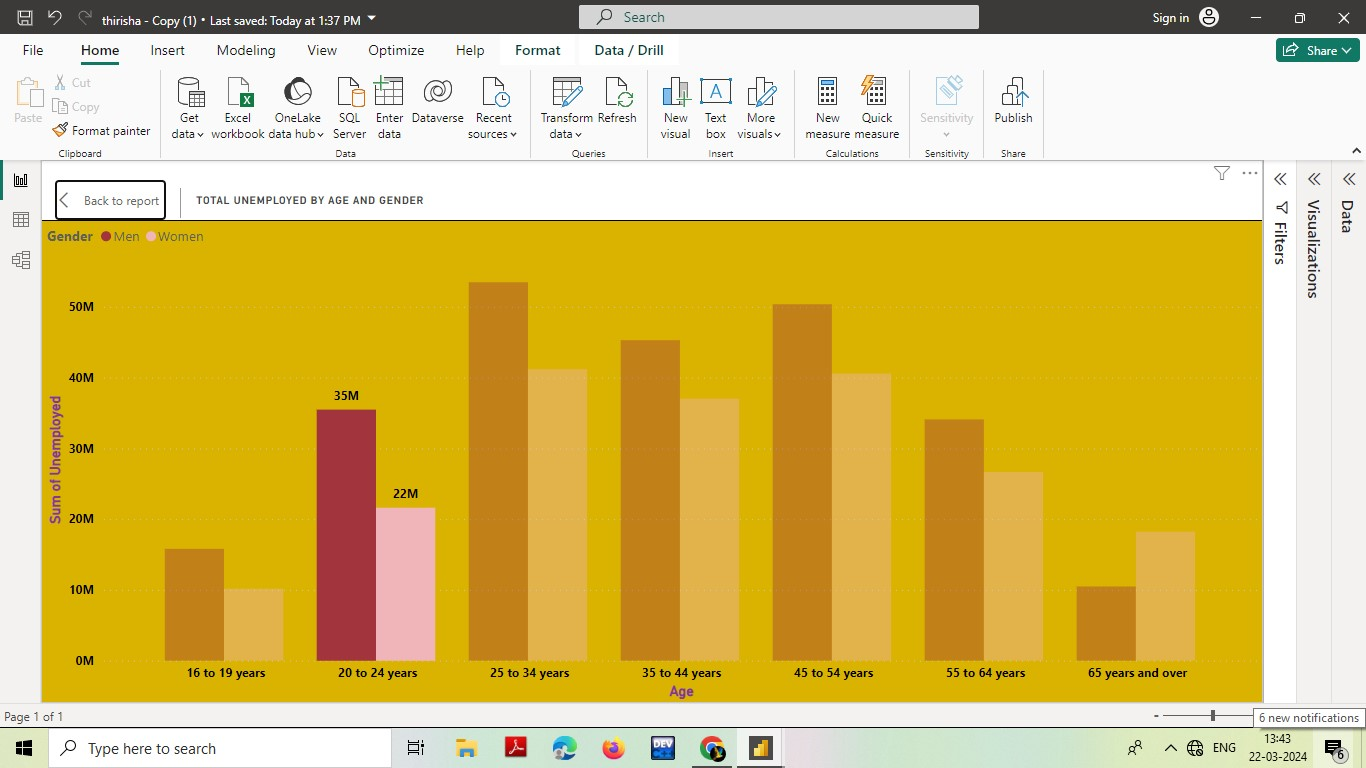 thirisha - Copy (1) • Last saved: Today at 1:37 PM
Search
Sign in
File Home Insert Modeling View Optimize Help Format Data / Drill
Share
Paste
Cut
Copy
Format painter
Clipboard
Get data
Excel workbook
OneLake data hub
SQL Server
Enter data
Dataverse
Recent sources
Data
Transform data
Refresh
Queries
New visual
Text box
More visuals
Insert
New measure
Quick measure
Calculations
Sensitivity
Sensitivity
Publish
Share
Back to report
TOTAL UNEMPLOYED BY AGE AND GENDER
Filters
Visualizations
Data
Gender Men Women
Sum of Unemployed
50M
40M
30M
20M
10M
0M
35M
22M
16 to 19 years
20 to 24 years
25 to 34 years
35 to 44 years
45 to 54 years
55 to 64 years
65 years and over
Age
Page 1 of 1
6 new notifications
Type here to search
DEV
ENG
13:43
22-03-2024
6